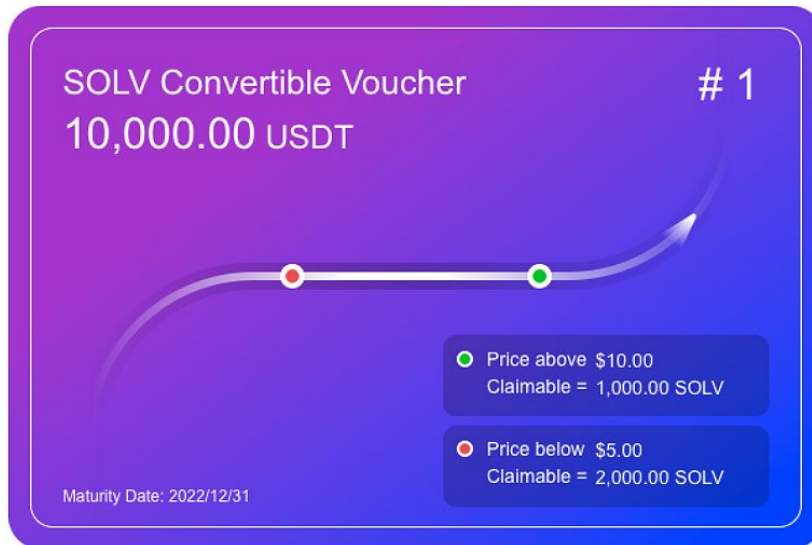 SOLV Convertible Voucher
# 1
10,000.00 USDT
Price above $10.00
Claimable = 1,000.00 SOLV
Price below $5.00
Claimable = 2,000.00 SOLV
Maturity Date: 2022/12/31